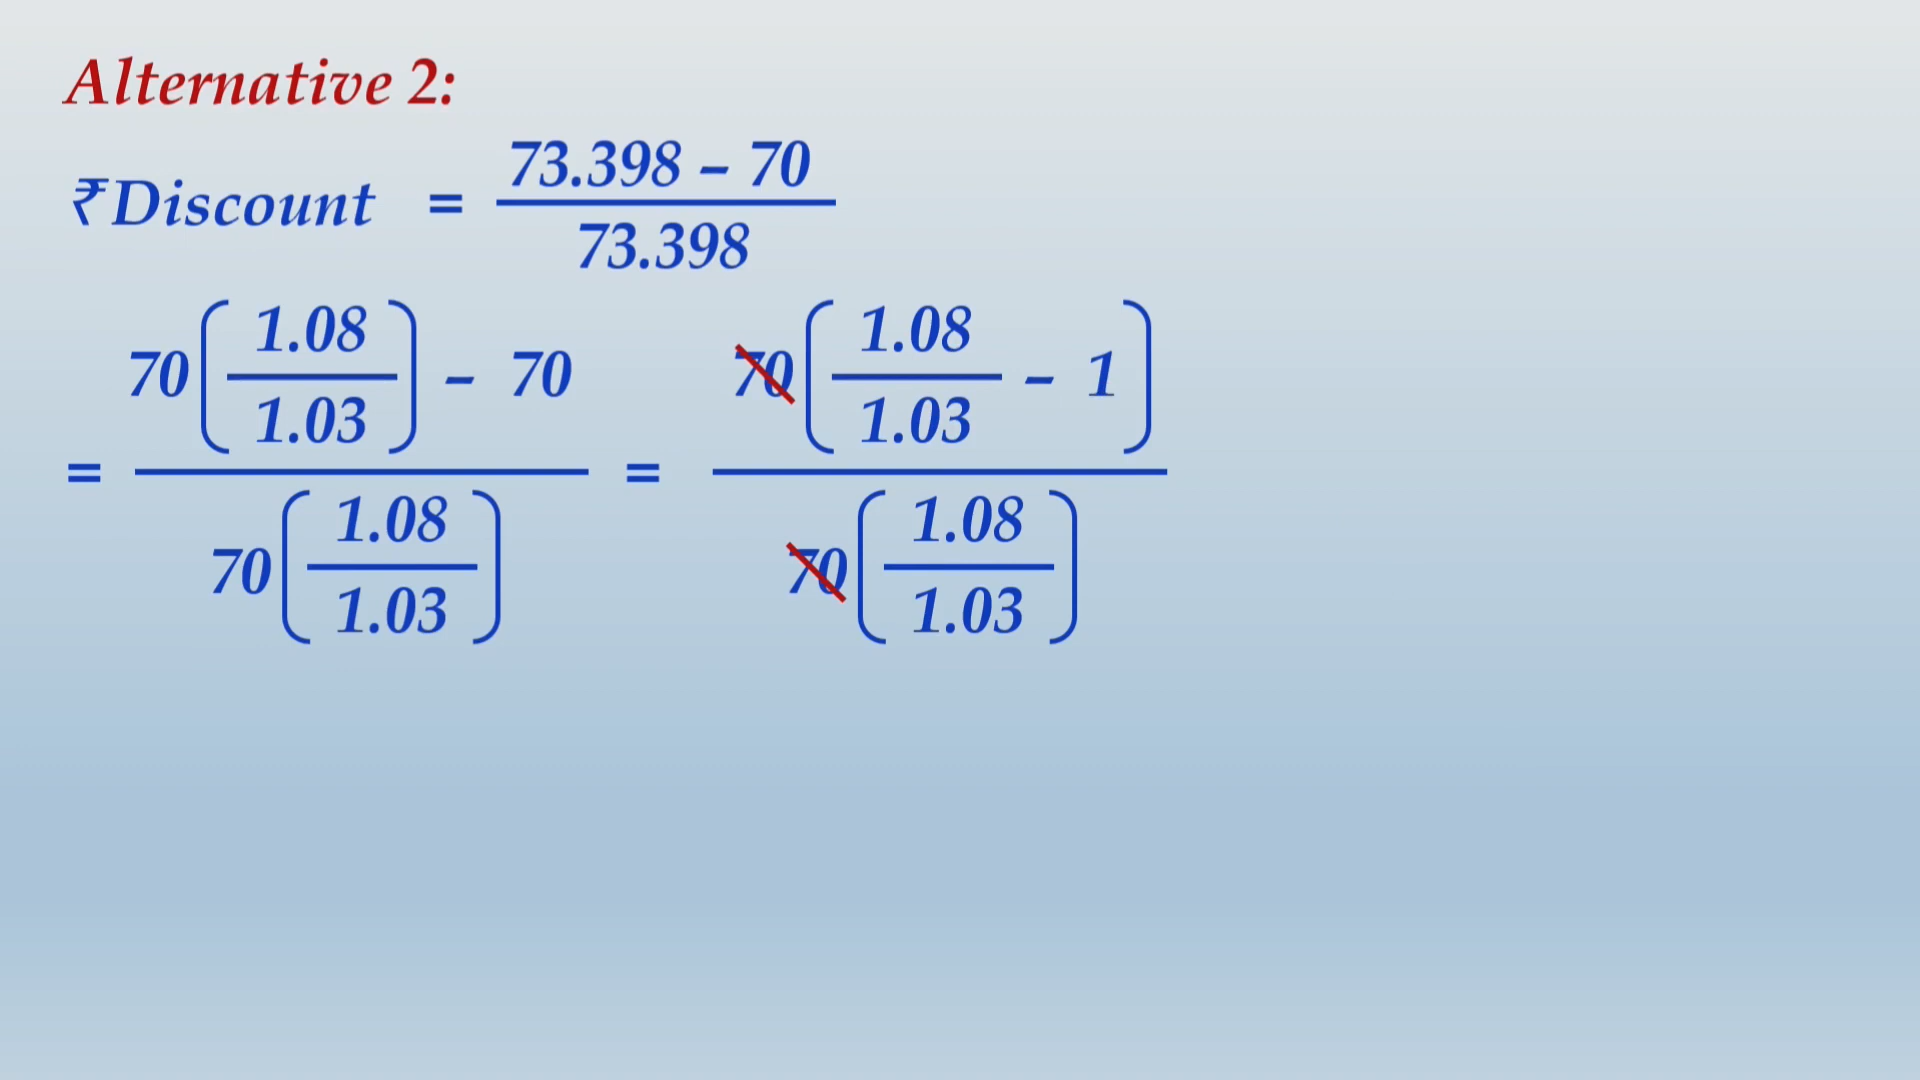 Alternative 2:
₹ Discount = 73.398 – 70
73.398
= 70 ( 1.08 / 1.03 ) – 70
70 ( 1.08 / 1.03 )
= 70 ( 1.08 / 1.03 – 1 )
70 ( 1.08 / 1.03 )